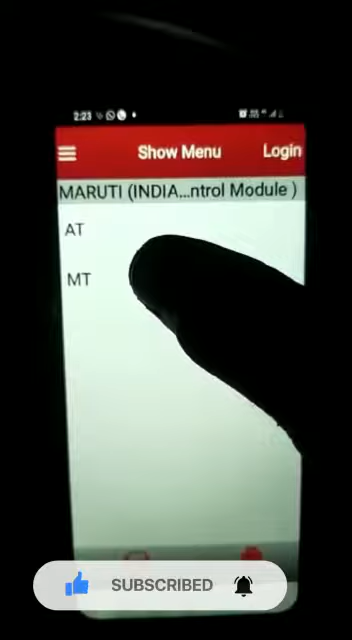 2:23
Show Menu Login
MARUTI (INDIA...ntrol Module )
AT
MT
SUBSCRIBED